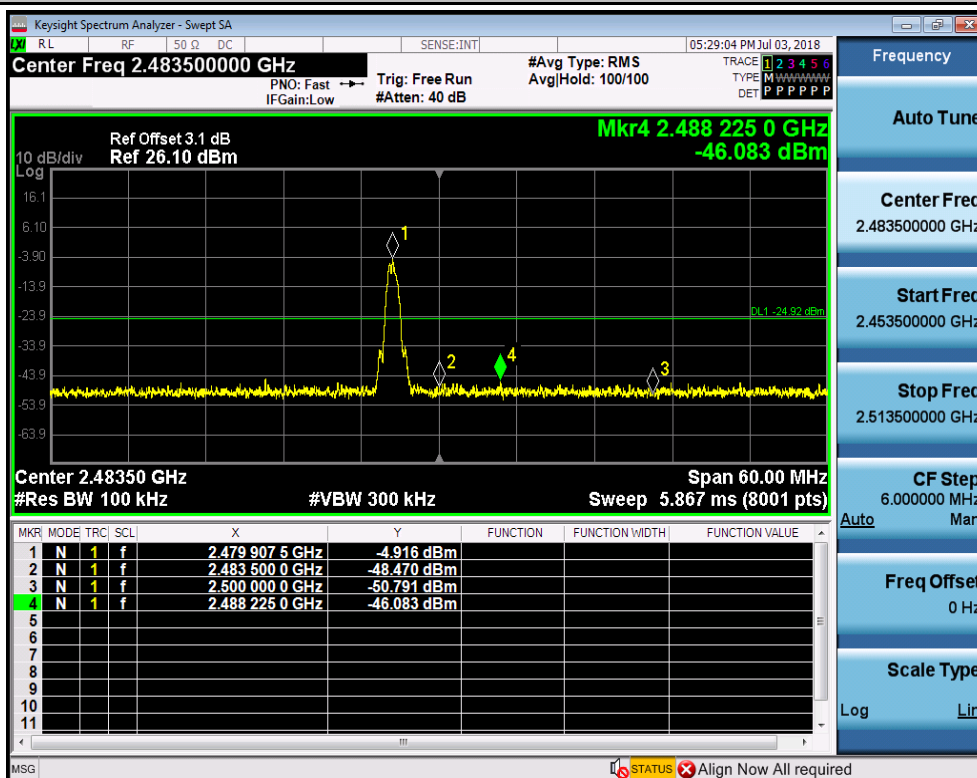 Keysight Spectrum Analyzer - Swept SA
LXI RL RF 50 Ω DC SENSE:INT 05:29:04 PM Jul 03, 2018
Center Freq 2.483500000 GHz
PNO: Fast
IFGain:Low
Trig: Free Run
#Atten: 40 dB
#Avg Type: RMS
Avg|Hold: 100/100
TRACE 1 2 3 4 5 6
TYPE M WWWWW
DET P P P P P P
Ref Offset 3.1 dB
10 dB/div Ref 26.10 dBm
Log
Mkr4 2.488 225 0 GHz
-46.083 dBm
16.1
6.10
-3.90
-13.9
-23.9
-33.9
-43.9
-53.9
-63.9
1
2
4
3
DL1 -24.92 dBm
Center 2.48350 GHz Span 60.00 MHz
#Res BW 100 kHz #VBW 300 kHz Sweep 5.867 ms (8001 pts)
MKR MODE TRC SCL X Y FUNCTION FUNCTION WIDTH FUNCTION VALUE
1 N 1 f 2.479 907 5 GHz -4.916 dBm
2 N 1 f 2.483 500 0 GHz -48.470 dBm
3 N 1 f 2.500 000 0 GHz -50.791 dBm
4 N 1 f 2.488 225 0 GHz -46.083 dBm
5
6
7
8
9
10
11
MSG STATUS Align Now All required
Frequency
Auto Tune
Center Freq
2.483500000 GHz
Start Freq
2.453500000 GHz
Stop Freq
2.513500000 GHz
CF Step
6.000000 MHz
Auto Man
Freq Offset
0 Hz
Scale Type
Log Lin